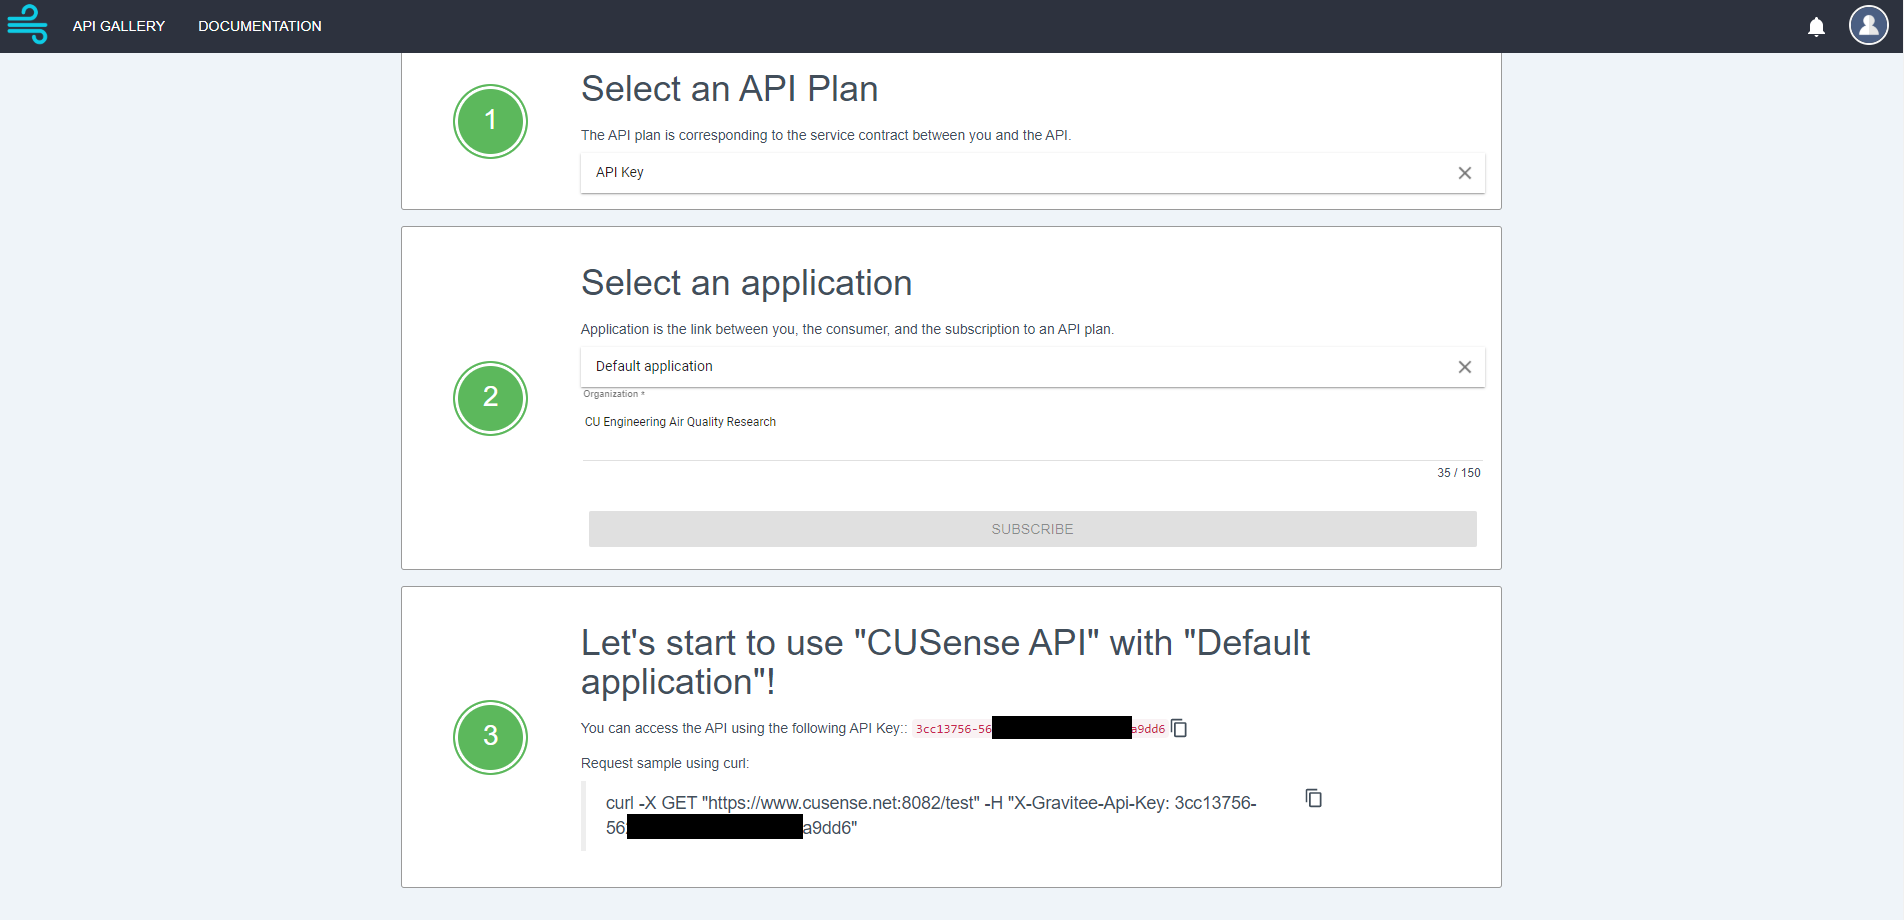 API GALLERY DOCUMENTATION
1
Select an API Plan
The API plan is corresponding to the service contract between you and the API.
API Key
2
Select an application
Application is the link between you, the consumer, and the subscription to an API plan.
Default application
Organization *
CU Engineering Air Quality Research
35 / 150
SUBSCRIBE
3
Let's start to use "CUSense API" with "Default
application"!
You can access the API using the following API Key:: 3cc13756-56 a9dd6
Request sample using curl:
curl -X GET "https://www.cusense.net:8082/test" -H "X-Gravitee-Api-Key: 3cc13756-
56 a9dd6"